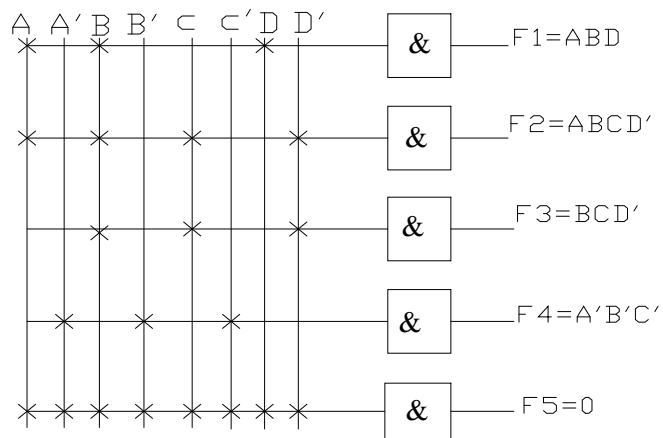 A A' B B' C C' D D'
& F1=ABD
& F2=ABCD'
& F3=BCD'
& F4=A'B'C'
& F5=0